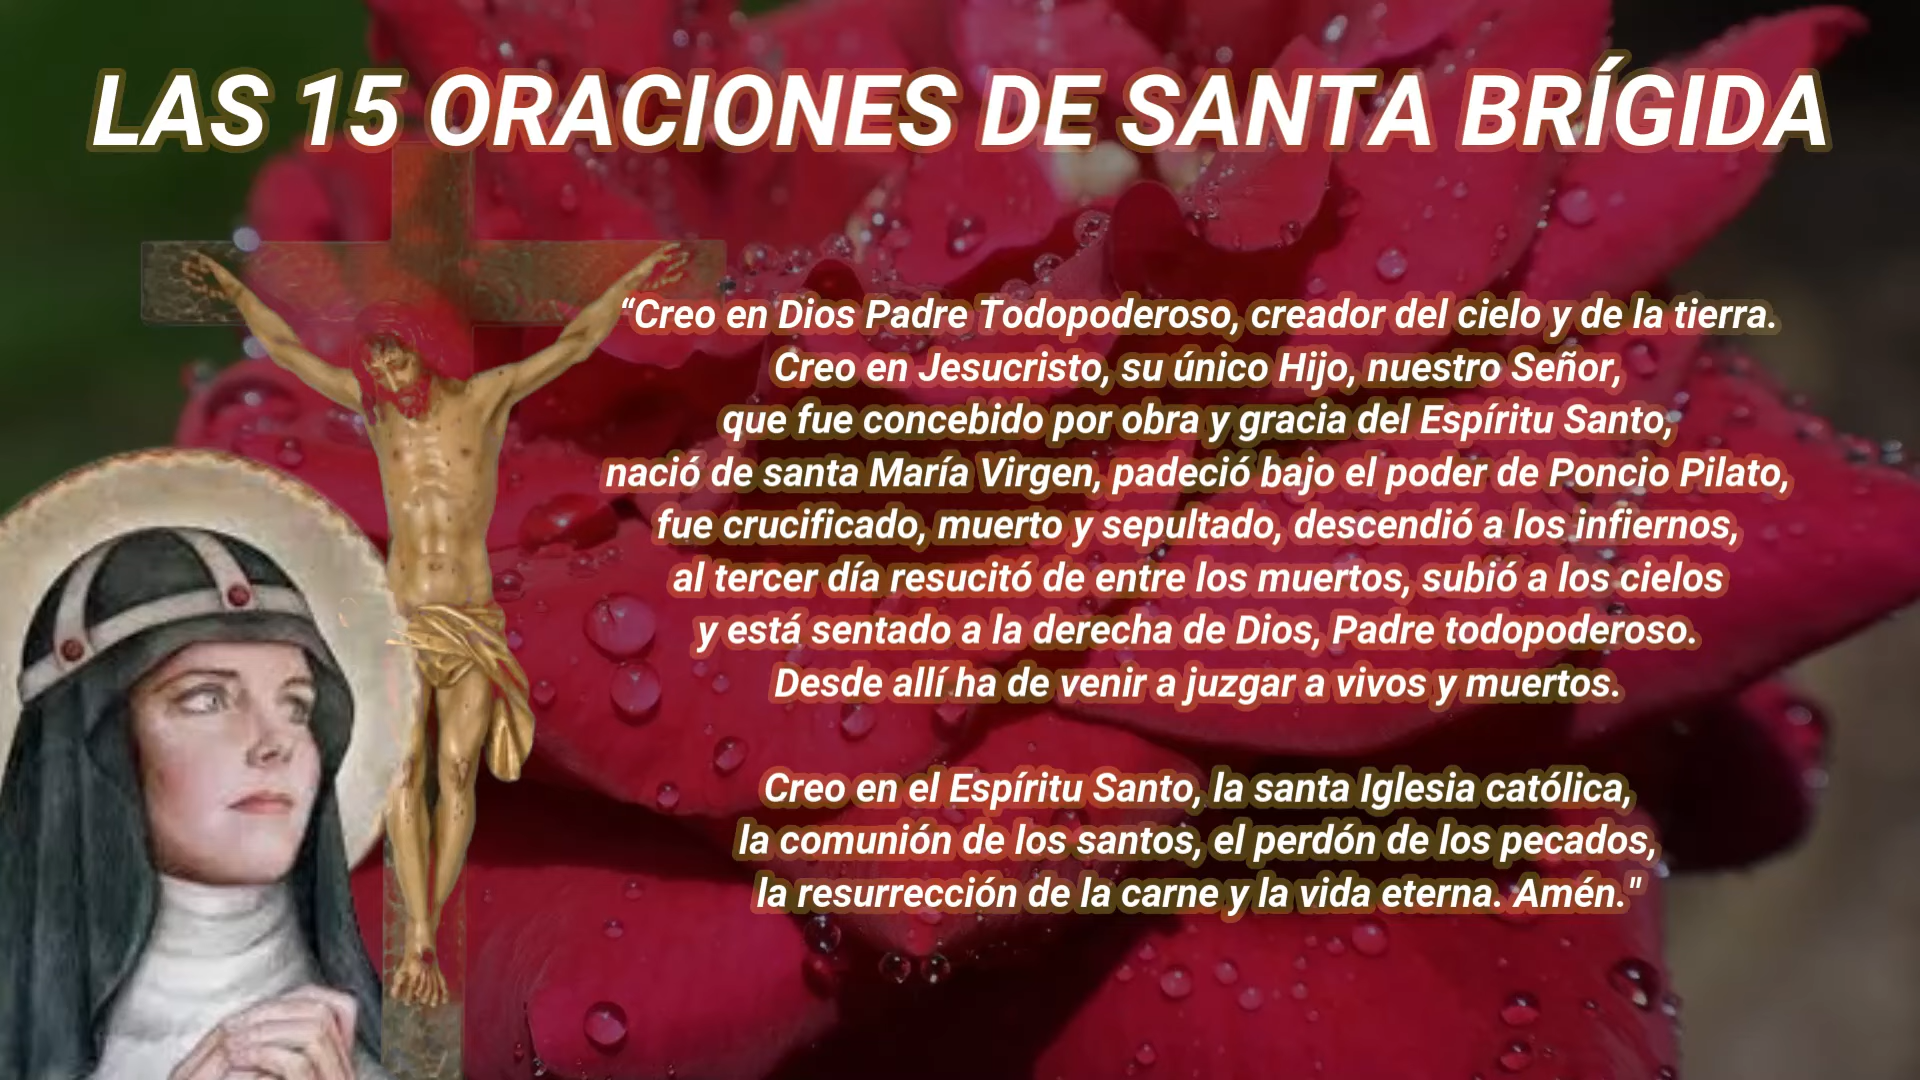 LAS 15 ORACIONES DE SANTA BRÍGIDA
“Creo en Dios Padre Todopoderoso, creador del cielo y de la tierra.
Creo en Jesucristo, su único Hijo, nuestro Señor,
que fue concebido por obra y gracia del Espíritu Santo,
nació de santa María Virgen, padeció bajo el poder de Poncio Pilato,
fue crucificado, muerto y sepultado, descendió a los infiernos,
al tercer día resucitó de entre los muertos, subió a los cielos
y está sentado a la derecha de Dios, Padre todopoderoso.
Desde allí ha de venir a juzgar a vivos y muertos.
Creo en el Espíritu Santo, la santa Iglesia católica,
la comunión de los santos, el perdón de los pecados,
la resurrección de la carne y la vida eterna. Amén."